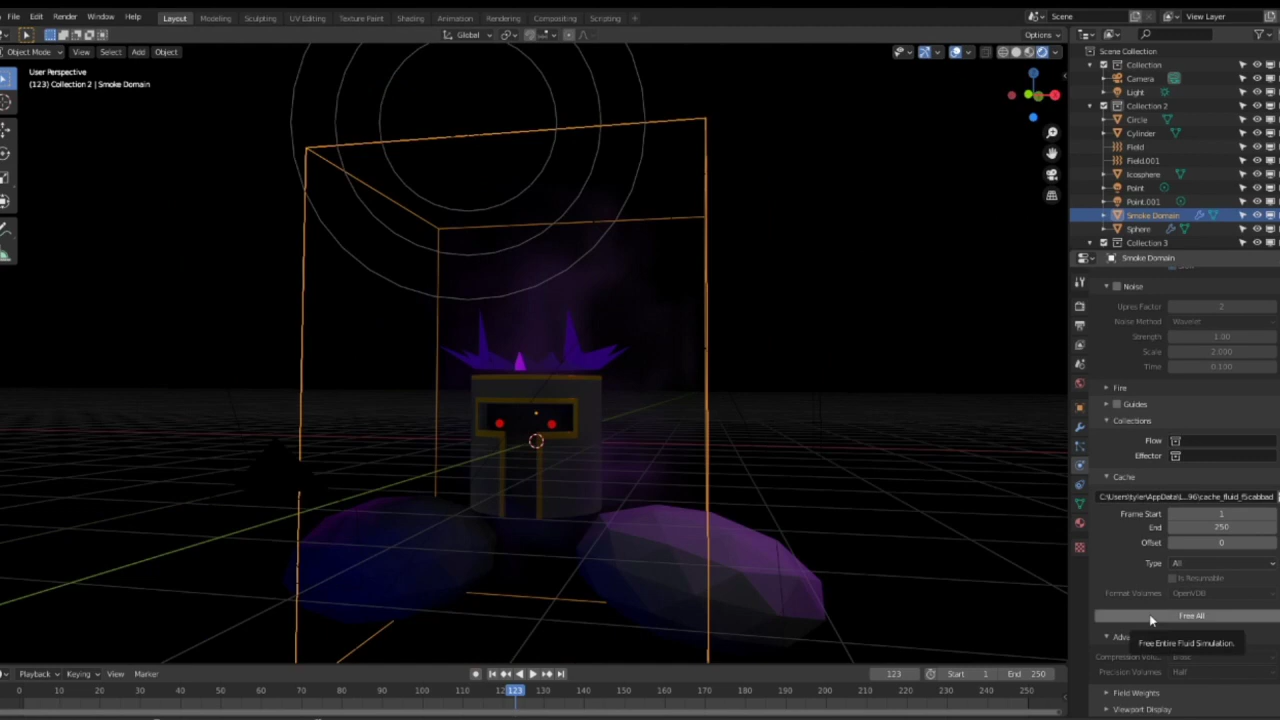 File Edit Render Window Help Layout Modeling Sculpting UV Editing Texture Paint Shading Animation Rendering Compositing Scripting + Scene View Layer
Global Options
Object Mode View Select Add Object
User Perspective
(123) Collection 2 | Smoke Domain
Scene Collection
Collection
Camera
Light
Collection 2
Circle
Cylinder
Field
Field.001
Icosphere
Point
Point.001
Smoke Domain
Sphere
Collection 3
Smoke Domain
Noise
Upres Factor 2
Noise Method Wavelet
Strength 1.00
Scale 2.000
Time 0.100
Fire
Guides
Collections
Flow
Effector
Cache
C:\Users\tyler\AppData\L...96\cache_fluid_f5cabbad
Frame Start 1
End 250
Offset 0
Type All
Is Resumable
Format Volumes OpenVDB
Free All
Free Entire Fluid Simulation.
Precision Volumes Half
Field Weights
Viewport Display
Playback Keying View Marker 123 Start 1 End 250
0 10 20 30 40 50 60 70 80 90 100 110 123 130 140 150 160 170 180 190 200 210 220 230 240 250